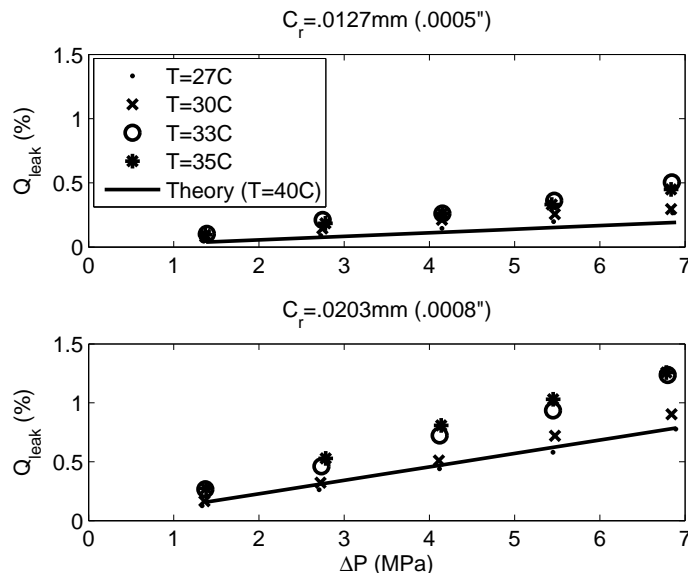 C_r=.0127mm (.0005")
1.5
1
0.5
0
Q_leak (%)
T=27C
T=30C
T=33C
T=35C
Theory (T=40C)
0 1 2 3 4 5 6 7
C_r=.0203mm (.0008")
1.5
1
0.5
0
Q_leak (%)
0 1 2 3 4 5 6 7
ΔP (MPa)